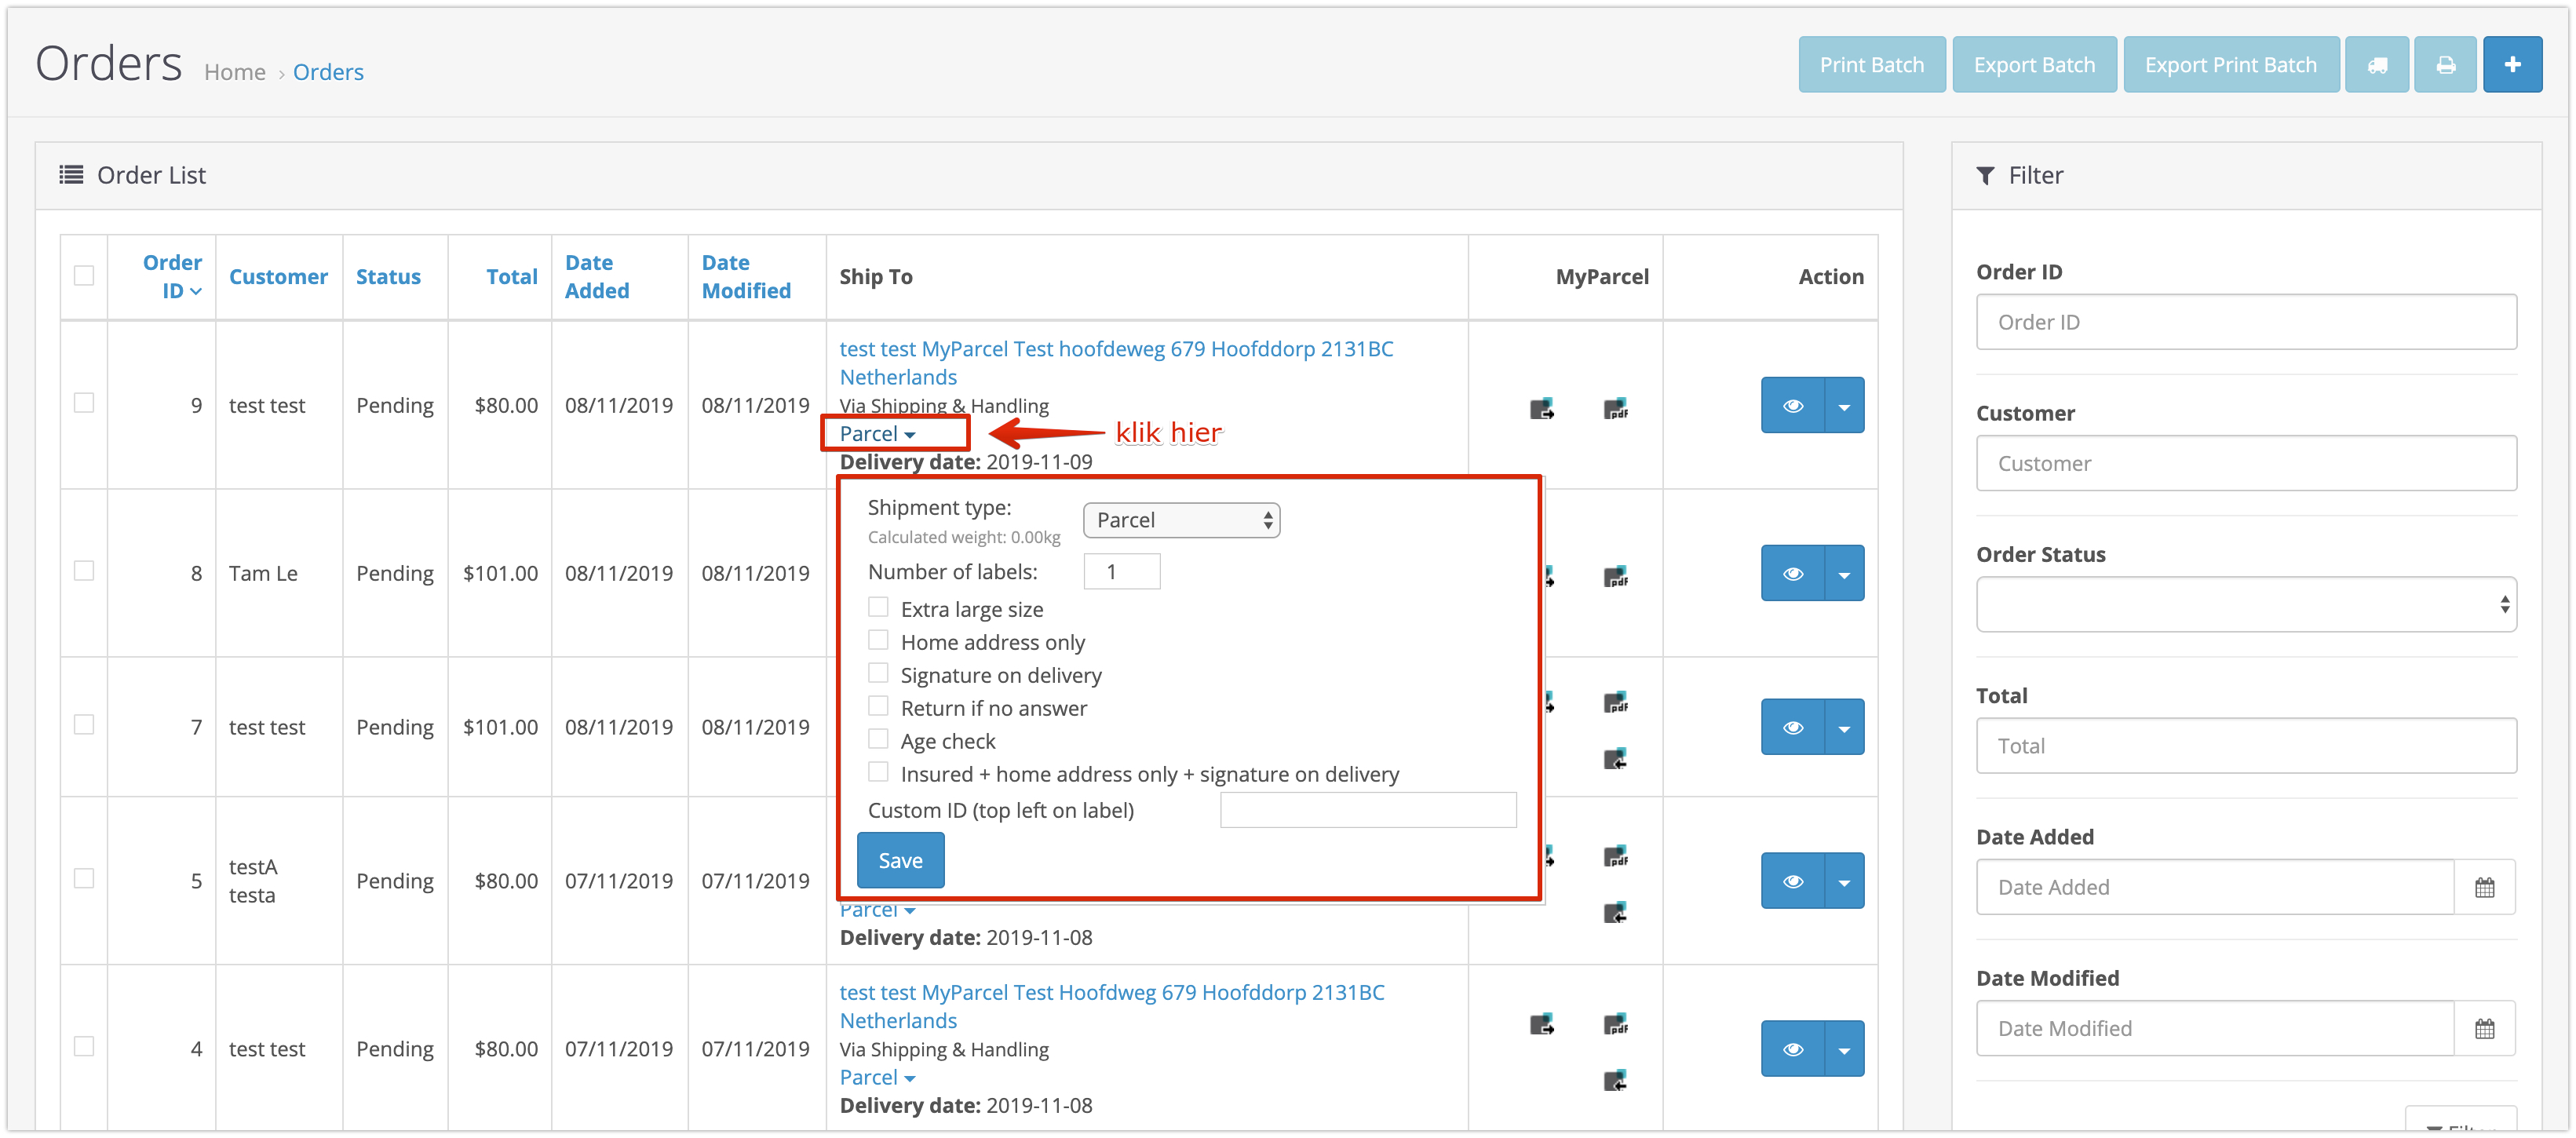 Orders Home › Orders
Print Batch Export Batch Export Print Batch
Order List
Order ID Customer Status Total Date Added Date Modified Ship To MyParcel Action
9 test test Pending $80.00 08/11/2019 08/11/2019
test test MyParcel Test hoofdeweg 679 Hoofddorp 2131BC
Netherlands
Via Shipping & Handling
Parcel
klik hier
Delivery date: 2019-11-09
pdf
Shipment type: Parcel
Calculated weight: 0.00kg
Number of labels: 1
Extra large size
Home address only
Signature on delivery
Return if no answer
Age check
Insured + home address only + signature on delivery
Custom ID (top left on label)
Save
8 Tam Le Pending $101.00 08/11/2019 08/11/2019
pdf
7 test test Pending $101.00 08/11/2019 08/11/2019
pdf
5 testA testa Pending $80.00 07/11/2019 07/11/2019
pdf
Parcel
Delivery date: 2019-11-08
4 test test Pending $80.00 07/11/2019 07/11/2019
test test MyParcel Test Hoofdweg 679 Hoofddorp 2131BC
Netherlands
Via Shipping & Handling
Parcel
Delivery date: 2019-11-08
pdf
Filter
Order ID
Order ID
Customer
Customer
Order Status
Total
Total
Date Added
Date Added
Date Modified
Date Modified